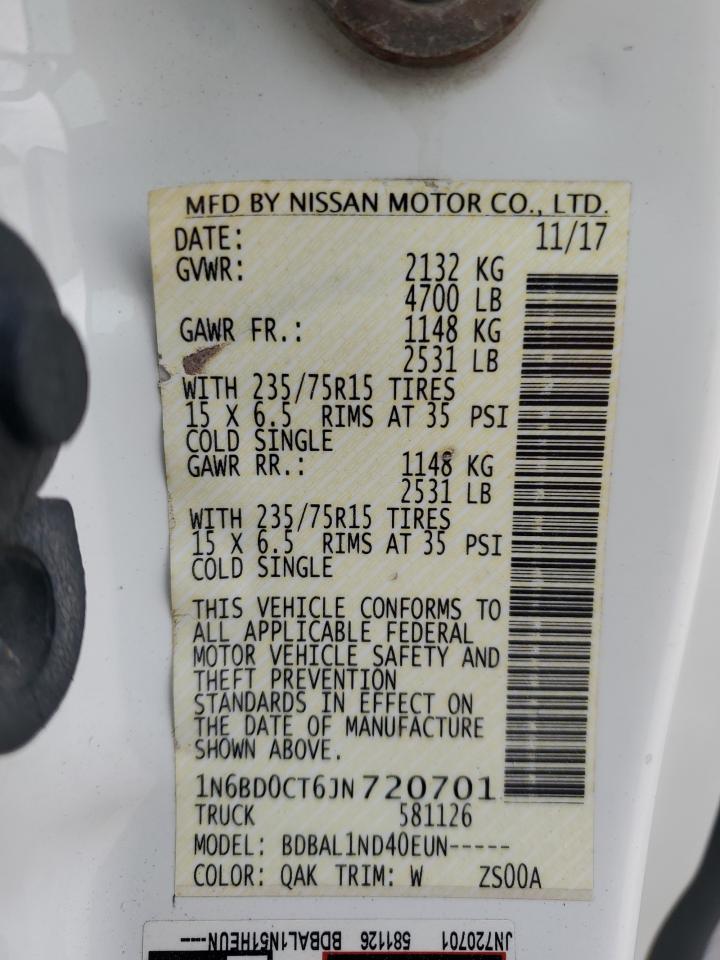 MFD BY NISSAN MOTOR CO., LTD.
DATE: 11/17
GVWR: 2132 KG
4700 LB
GAWR FR.: 1148 KG
2531 LB
WITH 235/75R15 TIRES
15 X 6.5 RIMS AT 35 PSI
COLD SINGLE
GAWR RR.: 1148 KG
2531 LB
WITH 235/75R15 TIRES
15 X 6.5 RIMS AT 35 PSI
COLD SINGLE
THIS VEHICLE CONFORMS TO
ALL APPLICABLE FEDERAL
MOTOR VEHICLE SAFETY AND
THEFT PREVENTION
STANDARDS IN EFFECT ON
THE DATE OF MANUFACTURE
SHOWN ABOVE.
1N6BD0CT6JN720701
TRUCK 581126
MODEL: BDBAL1ND40EUN-----
COLOR: QAK TRIM: W ZS00A
JN720701 581126 BDBAL1N51HEUN----